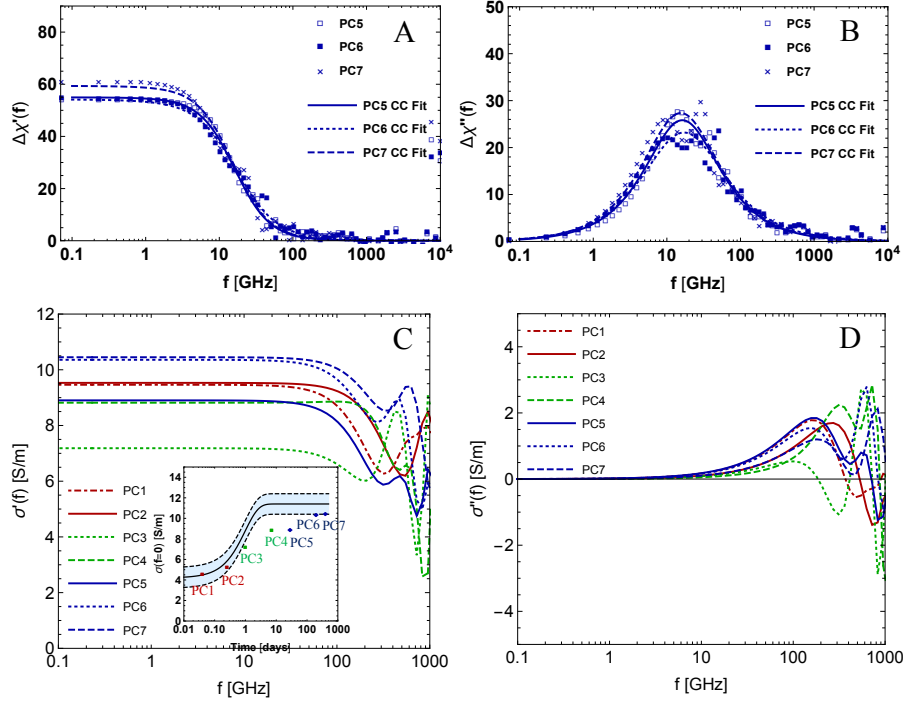 A
PC5
PC6
PC7
PC5 CC Fit
PC6 CC Fit
PC7 CC Fit
Δχ'(f)
80
60
40
20
0
0.1
1
10
100
1000
10^4
f [GHz]
B
PC5
PC6
PC7
PC5 CC Fit
PC6 CC Fit
PC7 CC Fit
Δχ''(f)
50
40
30
20
10
0
0.1
1
10
100
1000
10^4
f [GHz]
C
σ'(f) [S/m]
12
10
8
6
4
2
0
PC1
PC2
PC3
PC4
PC5
PC6
PC7
σ(f=0) [S/m]
14
12
10
8
6
4
2
0
PC1
PC2
PC3
PC4
PC5
PC6
PC7
0.01
0.10
1
10
100
1000
Time [days]
0.1
1
10
100
1000
f [GHz]
D
PC1
PC2
PC3
PC4
PC5
PC6
PC7
σ''(f) [S/m]
4
2
0
-2
-4
0.1
1
10
100
1000
f [GHz]